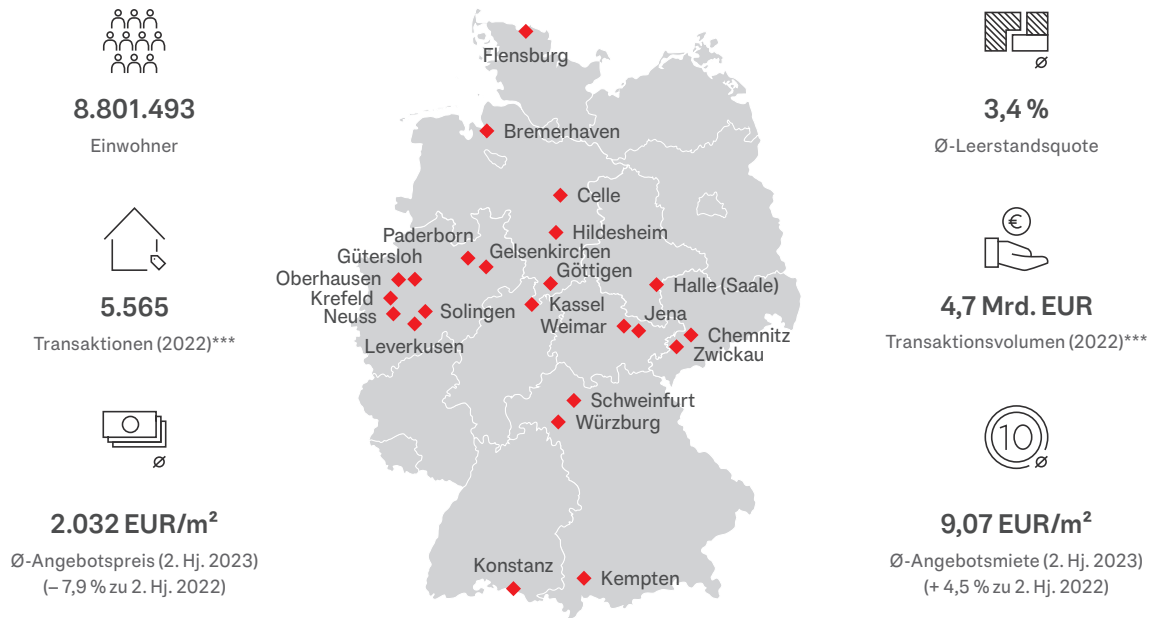 8.801.493
Einwohner
5.565
Transaktionen (2022)***
Ø
2.032 EUR/m²
Ø-Angebotspreis (2. Hj. 2023)
(– 7,9 % zu 2. Hj. 2022)
Flensburg
Bremerhaven
Celle
Hildesheim
Paderborn
Gelsenkirchen
Gütersloh
Göttigen
Oberhausen
Halle (Saale)
Krefeld
Kassel
Neuss
Solingen
Weimar
Jena
Leverkusen
Chemnitz
Zwickau
Schweinfurt
Würzburg
Konstanz
Kempten
Ø
3,4 %
Ø-Leerstandsquote
€
4,7 Mrd. EUR
Transaktionsvolumen (2022)***
10
Ø
9,07 EUR/m²
Ø-Angebotsmiete (2. Hj. 2023)
(+ 4,5 % zu 2. Hj. 2022)